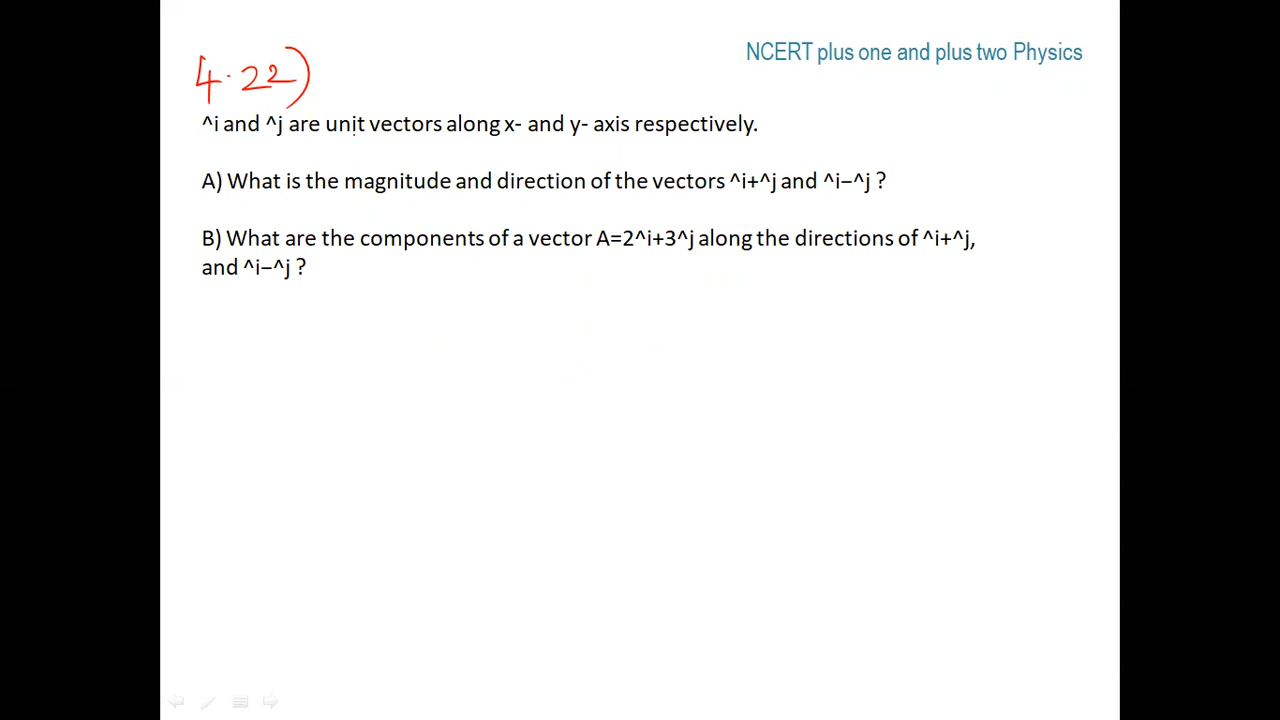 NCERT plus one and plus two Physics
4.22)
^i and ^j are unit vectors along x- and y- axis respectively.
A) What is the magnitude and direction of the vectors ^i+^j and ^i−^j ?
B) What are the components of a vector A=2^i+3^j along the directions of ^i+^j,
and ^i−^j ?